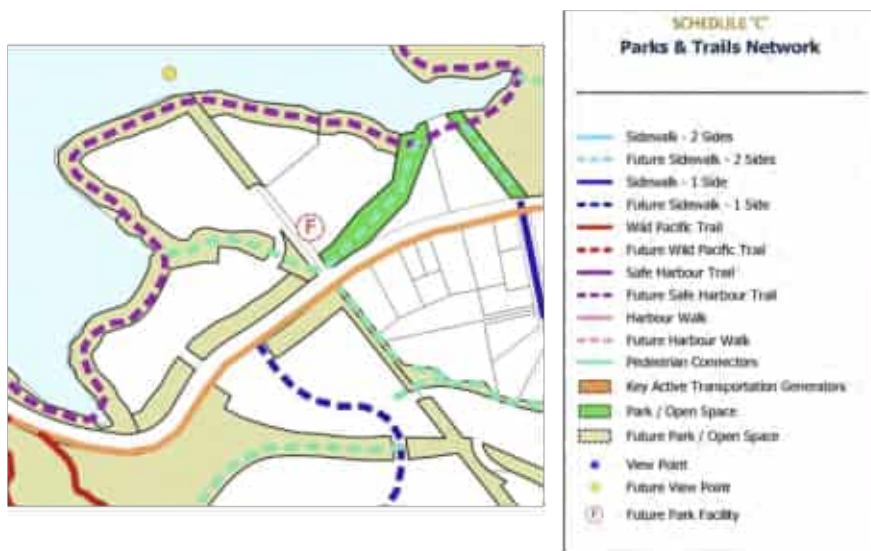 F
SCHEDULE "C"
Parks & Trails Network
Sidewalk - 2 Sides
Future Sidewalk - 2 Sides
Sidewalk - 1 Side
Future Sidewalk - 1 Side
Wild Pacific Trail
Future Wild Pacific Trail
Safe Harbour Trail
Future Safe Harbour Trail
Harbour Walk
Future Harbour Walk
Pedestrian Connectors
Key Active Transportation Generators
Park / Open Space
Future Park / Open Space
View Point
Future View Point
F Future Park Facility